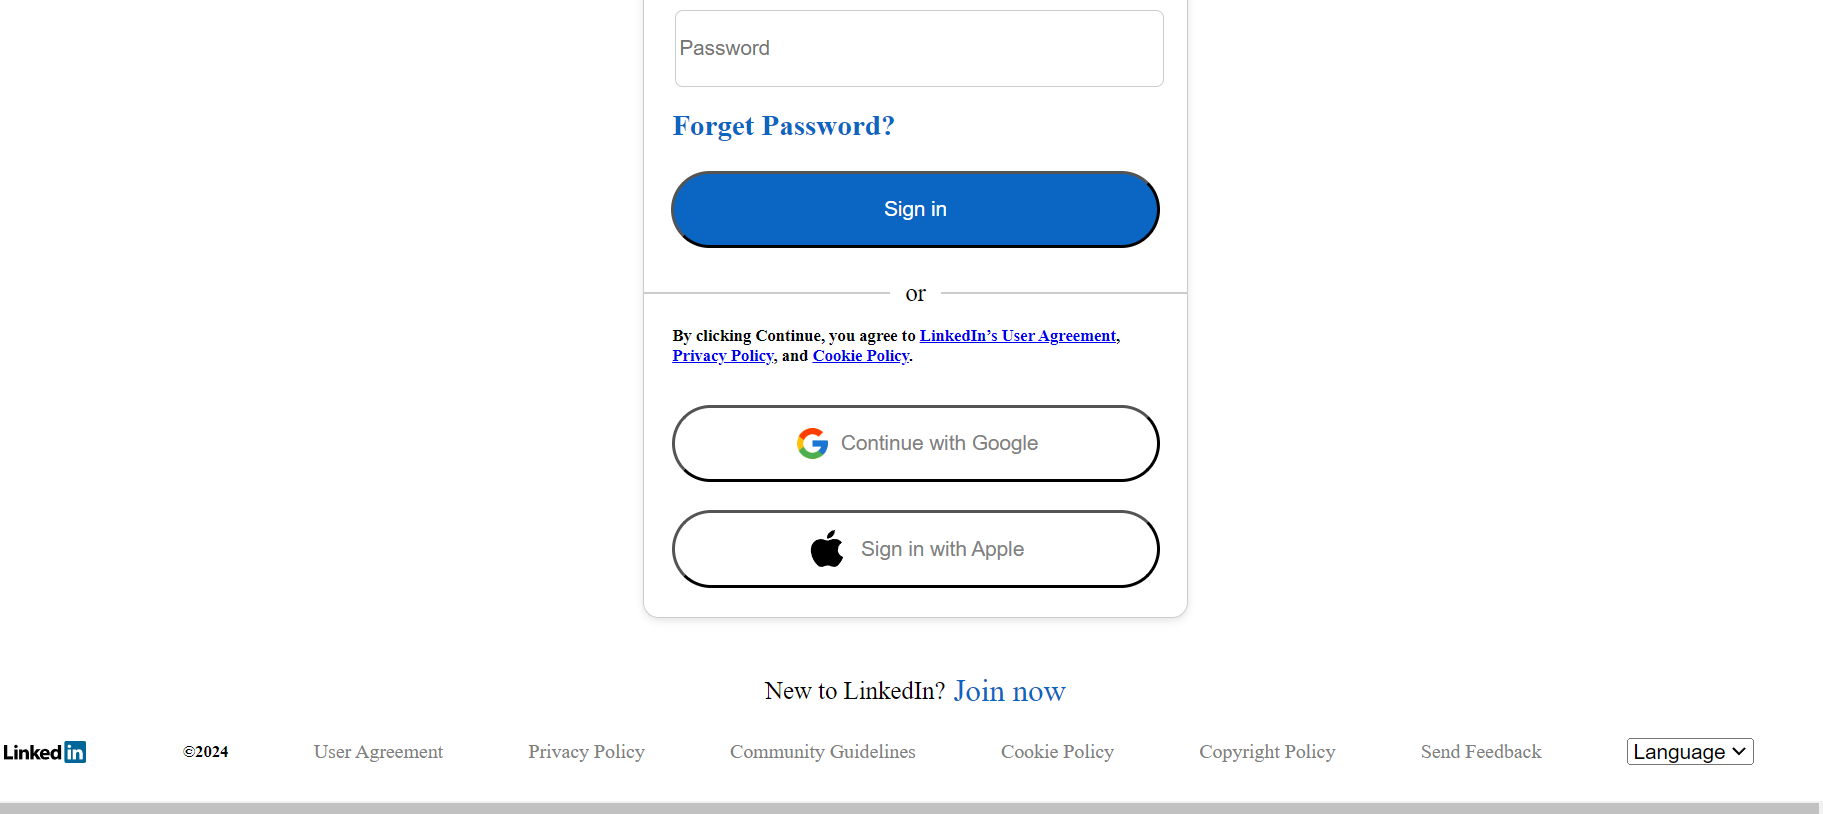 Password
Forget Password?
Sign in
or
By clicking Continue, you agree to LinkedIn’s User Agreement,
Privacy Policy, and Cookie Policy.
Continue with Google
Sign in with Apple
New to LinkedIn? Join now
Linked in ©2024 User Agreement Privacy Policy Community Guidelines Cookie Policy Copyright Policy Send Feedback Language